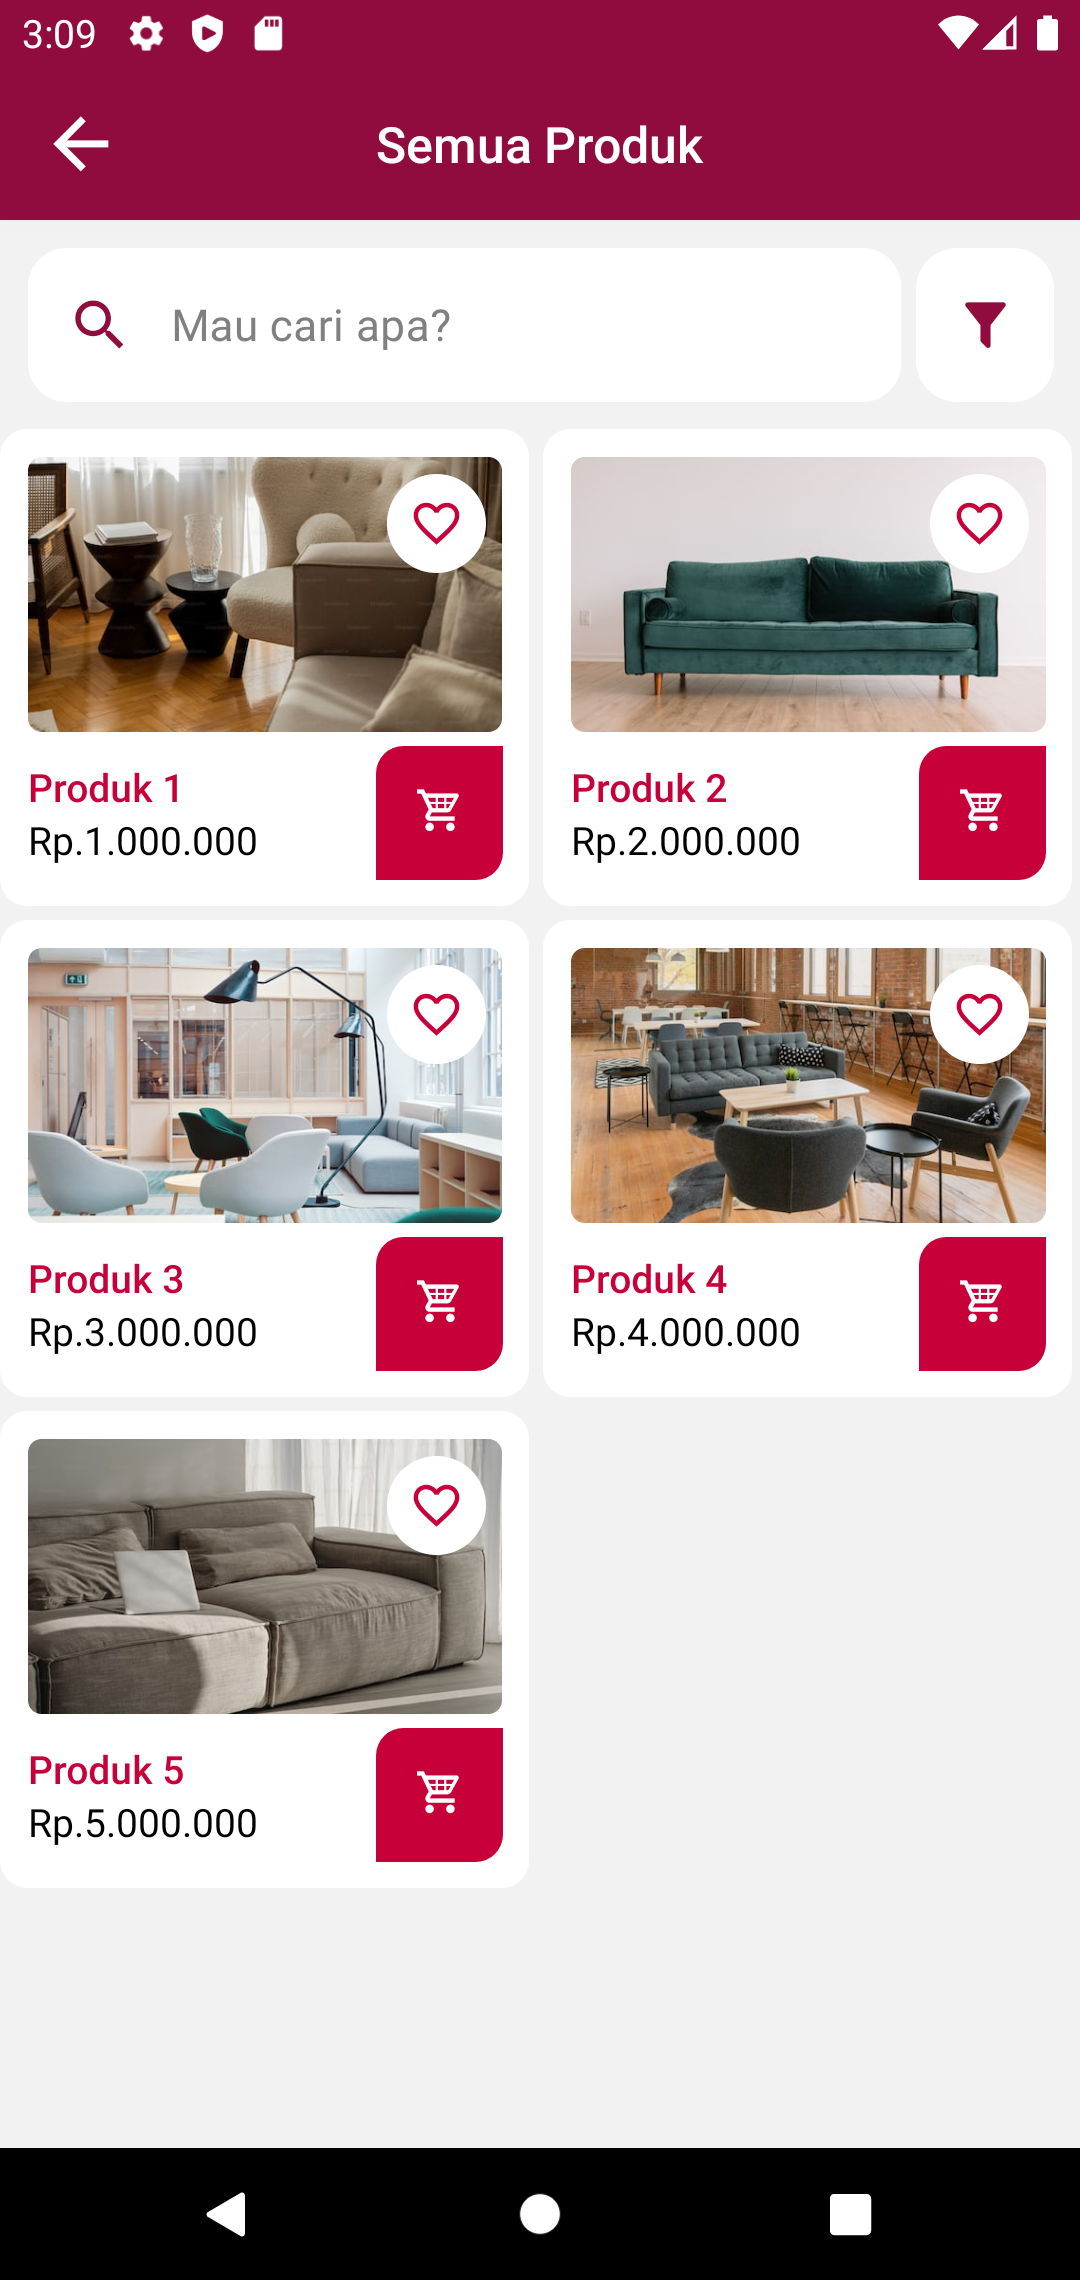 3:09
Semua Produk
Mau cari apa?
Produk 1
Rp.1.000.000
Produk 2
Rp.2.000.000
Produk 3
Rp.3.000.000
Produk 4
Rp.4.000.000
Produk 5
Rp.5.000.000